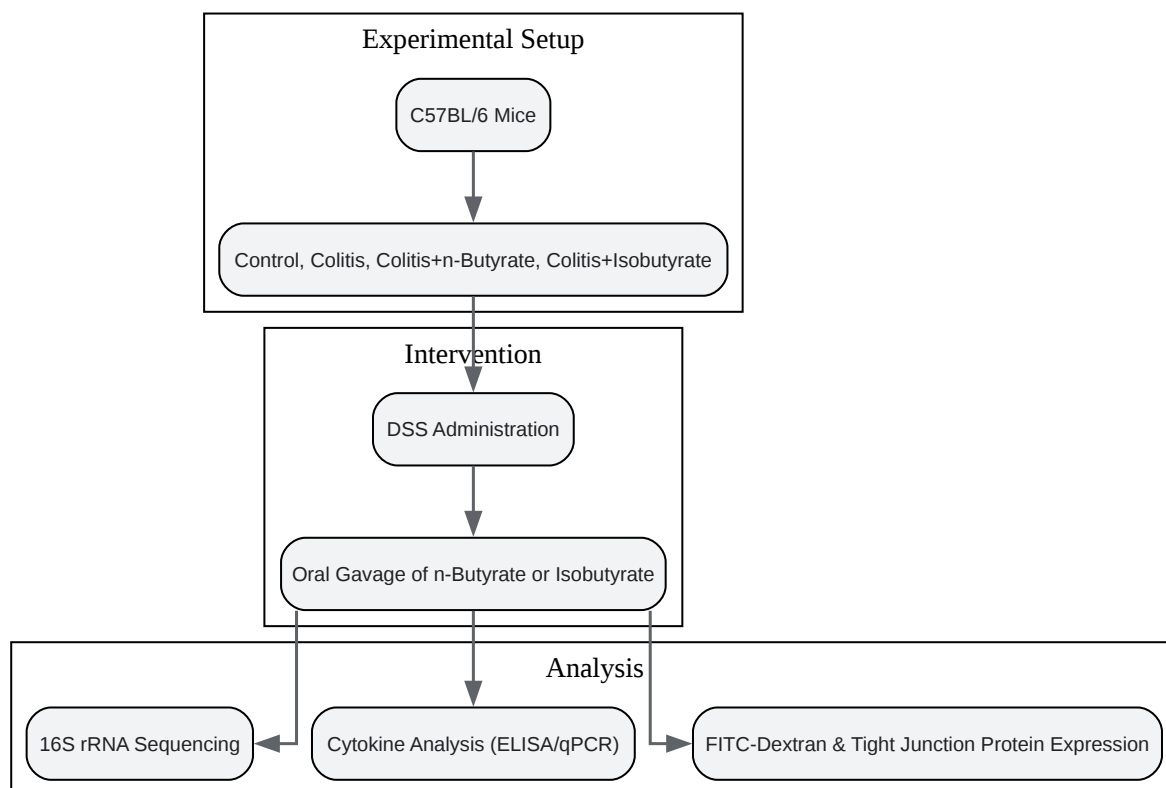 Experimental Setup
C57BL/6 Mice
Control, Colitis, Colitis+n-Butyrate, Colitis+Isobutyrate
Intervention
DSS Administration
Oral Gavage of n-Butyrate or Isobutyrate
Analysis
16S rRNA Sequencing
Cytokine Analysis (ELISA/qPCR)
FITC-Dextran & Tight Junction Protein Expression